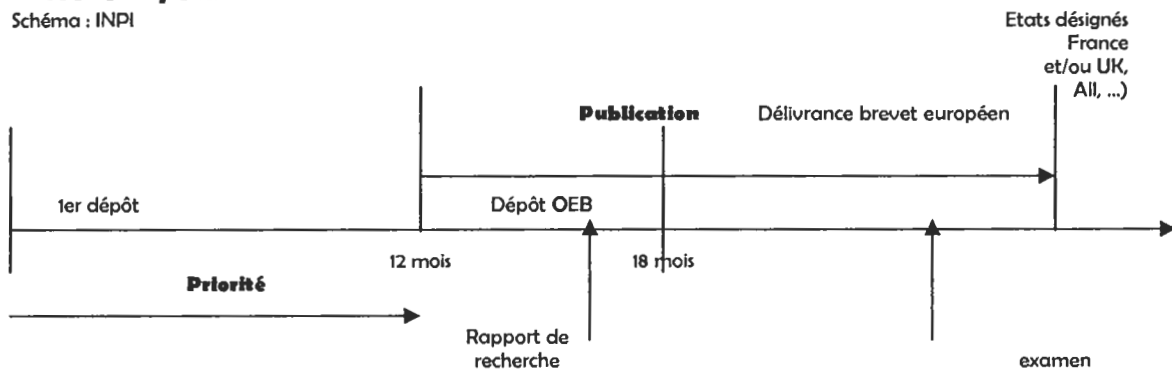 Schéma : INPI
Etats désignés
France
et/ou UK,
All, ...)
Publication
Délivrance brevet européen
1er dépôt
Dépôt OEB
12 mois
18 mois
Priorité
Rapport de
recherche
examen